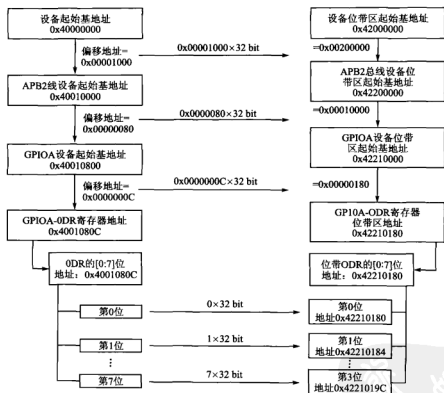 设备起始基地址
0x40000000
偏移地址=
0x00001000
0x00001000×32 bit
设备位带区起始基地址
0x42000000
=0x00200000
APB2线设备起始基地址
0x40010000
APB2总线设备位
带区起始基地址
0x42200000
偏移地址=
0x00000080
0x0000080×32 bit
=0x00010000
GPIOA设备起始基地址
0x40010800
GPIOA设备位带
区起始基地址
0x42210000
偏移地址=
0x0000000C
0x0000000C×32 bit
=0x00000180
GPIOA-0DR寄存器地址
0x4001080C
GP10A-ODR寄存器
位带区地址
0x42210180
0DR的[0:7]位
地址：0x4001080C
位带ODR的[0:7]位
地址：0x42210180
第0位
0×32 bit
第0位
地址0x42210180
第1位
1×32 bit
第1位
地址0x42210184
⋮
⋮
第7位
7×32 bit
第3位
地址0x4221019C